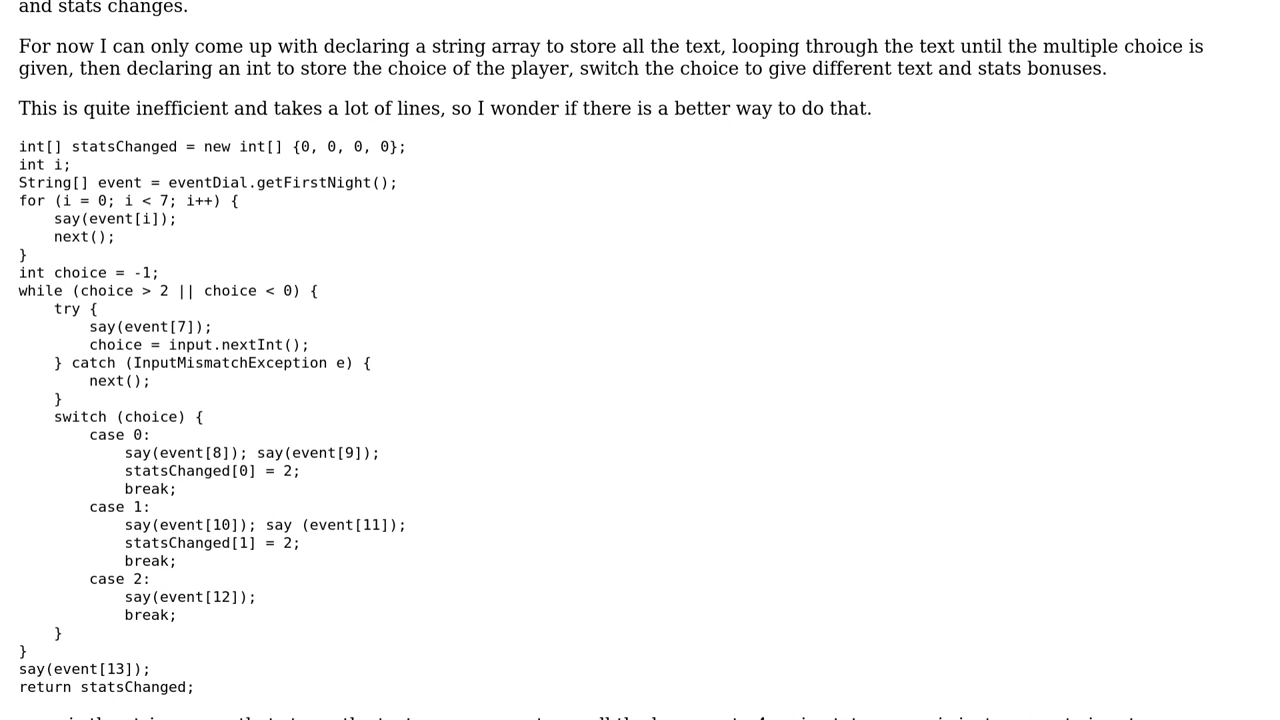 and stats changes.
For now I can only come up with declaring a string array to store all the text, looping through the text until the multiple choice is
given, then declaring an int to store the choice of the player, switch the choice to give different text and stats bonuses.
This is quite inefficient and takes a lot of lines, so I wonder if there is a better way to do that.
int[] statsChanged = new int[] {0, 0, 0, 0};
int i;
String[] event = eventDial.getFirstNight();
for (i = 0; i < 7; i++) {
    say(event[i]);
    next();
}
int choice = -1;
while (choice > 2 || choice < 0) {
    try {
        say(event[7]);
        choice = input.nextInt();
    } catch (InputMismatchException e) {
        next();
    }
    switch (choice) {
        case 0:
            say(event[8]); say(event[9]);
            statsChanged[0] = 2;
            break;
        case 1:
            say(event[10]); say (event[11]);
            statsChanged[1] = 2;
            break;
        case 2:
            say(event[12]);
            break;
    }
}
say(event[13]);
return statsChanged;